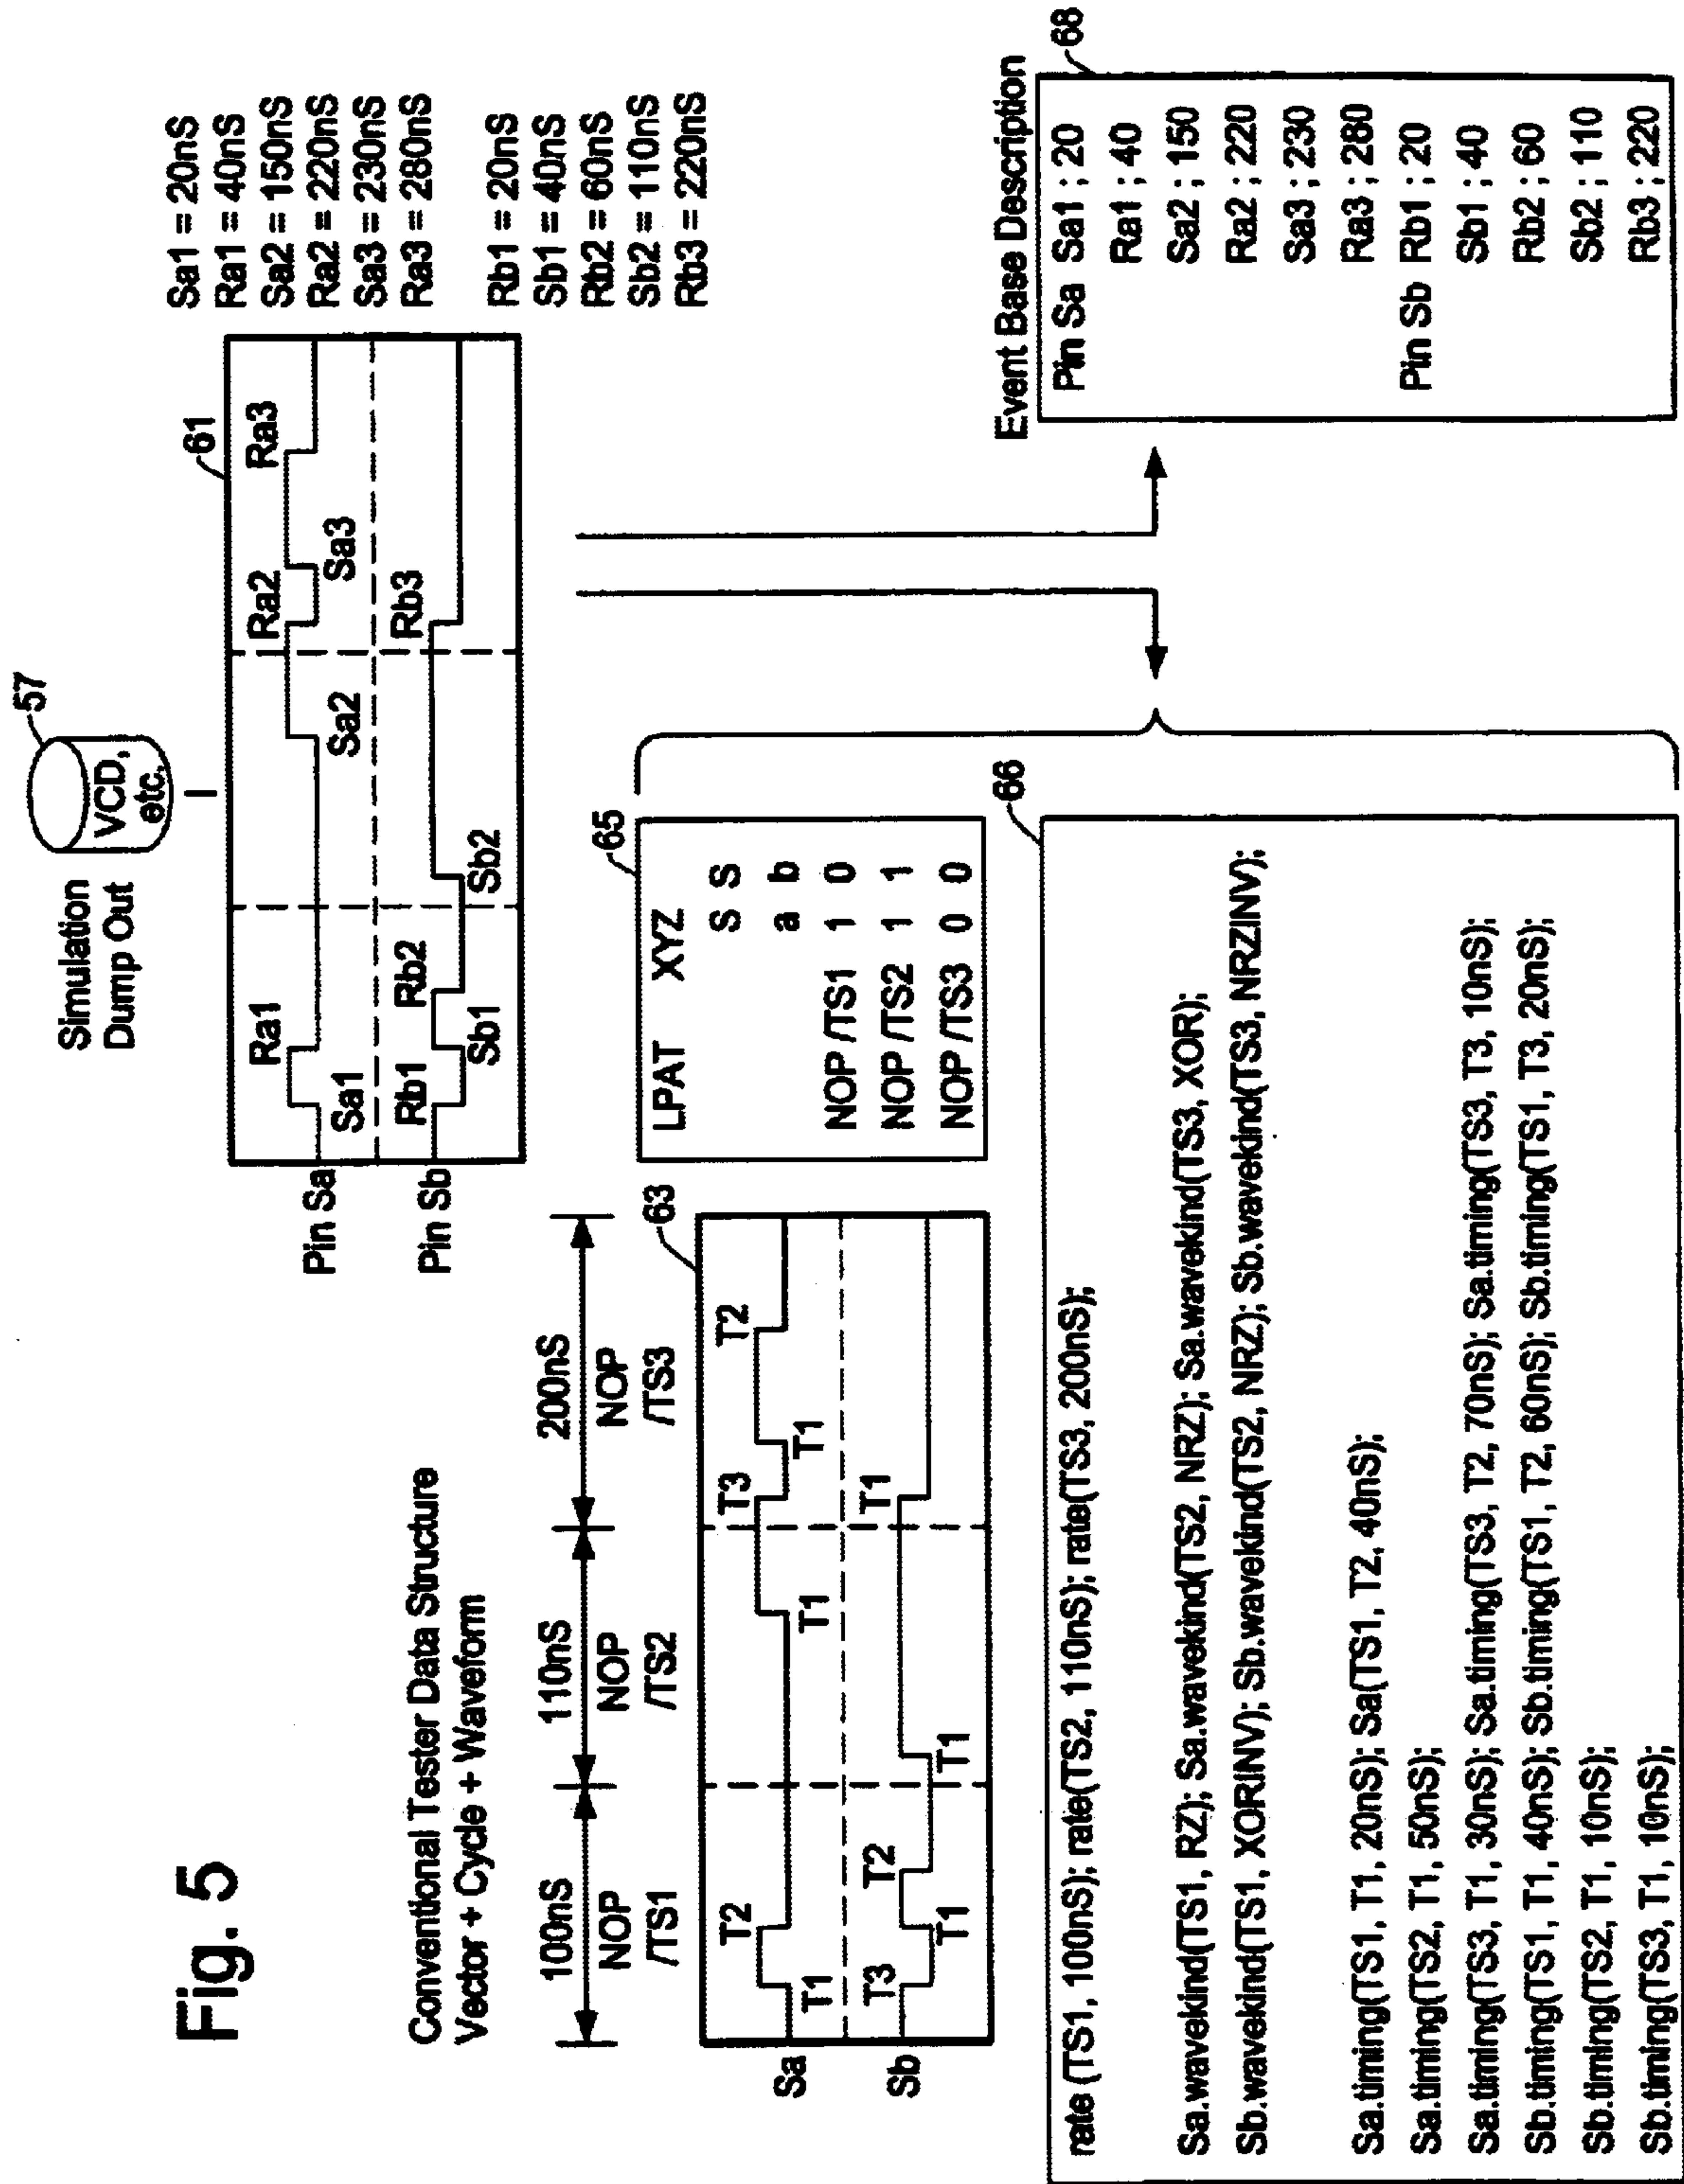 Fig. 5
Simulation
Dump Out
VCD,
etc,
57
61
Pin Sa
Sa1
Ra1
Sa2
Ra2
Sa3
Ra3
Pin Sb
Rb1
Sb1
Rb2
Sb2
Rb3
Sa1 = 20nS
Ra1 = 40nS
Sa2 = 150nS
Ra2 = 220nS
Sa3 = 230nS
Ra3 = 280nS
Rb1 = 20nS
Sb1 = 40nS
Rb2 = 60nS
Sb2 = 110nS
Rb3 = 220nS
Conventional Tester Data Structure
Vector + Cycle + Waveform
100nS
NOP
/TS1
110nS
NOP
/TS2
200nS
NOP
/TS3
63
Sa
T1
T2
T1
T3
T1
T2
Sb
T3
T1
T2
T1
T1
65
LPAT XYZ
S S
a b
NOP /TS1 1 0
NOP /TS2 1 1
NOP /TS3 0 0
Event Base Description
68
Pin Sa Sa1 ; 20
Ra1 ; 40
Sa2 ; 150
Ra2 ; 220
Sa3 ; 230
Ra3 ; 280
Pin Sb Rb1 ; 20
Sb1 ; 40
Rb2 ; 60
Sb2 ; 110
Rb3 ; 220
66
rate (TS1, 100nS); rate(TS2, 110nS); rate(TS3, 200nS);
Sa.wavekind(TS1, RZ); Sa.wavekind(TS2, NRZ); Sa.wavekind(TS3, XOR);
Sb.wavekind(TS1, XORINV); Sb.wavekind(TS2, NRZ); Sb.wavekind(TS3, NRZINV);
Sa.timing(TS1, T1, 20nS); Sa(TS1, T2, 40nS);
Sa.timing(TS2, T1, 50nS);
Sa.timing(TS3, T1, 30nS); Sa.timing(TS3, T2, 70nS); Sa.timing(TS3, T3, 10nS);
Sb.timing(TS1, T1, 40nS); Sb.timing(TS1, T2, 60nS); Sb.timing(TS1, T3, 20nS);
Sb.timing(TS2, T1, 10nS);
Sb.timing(TS3, T1, 10nS);